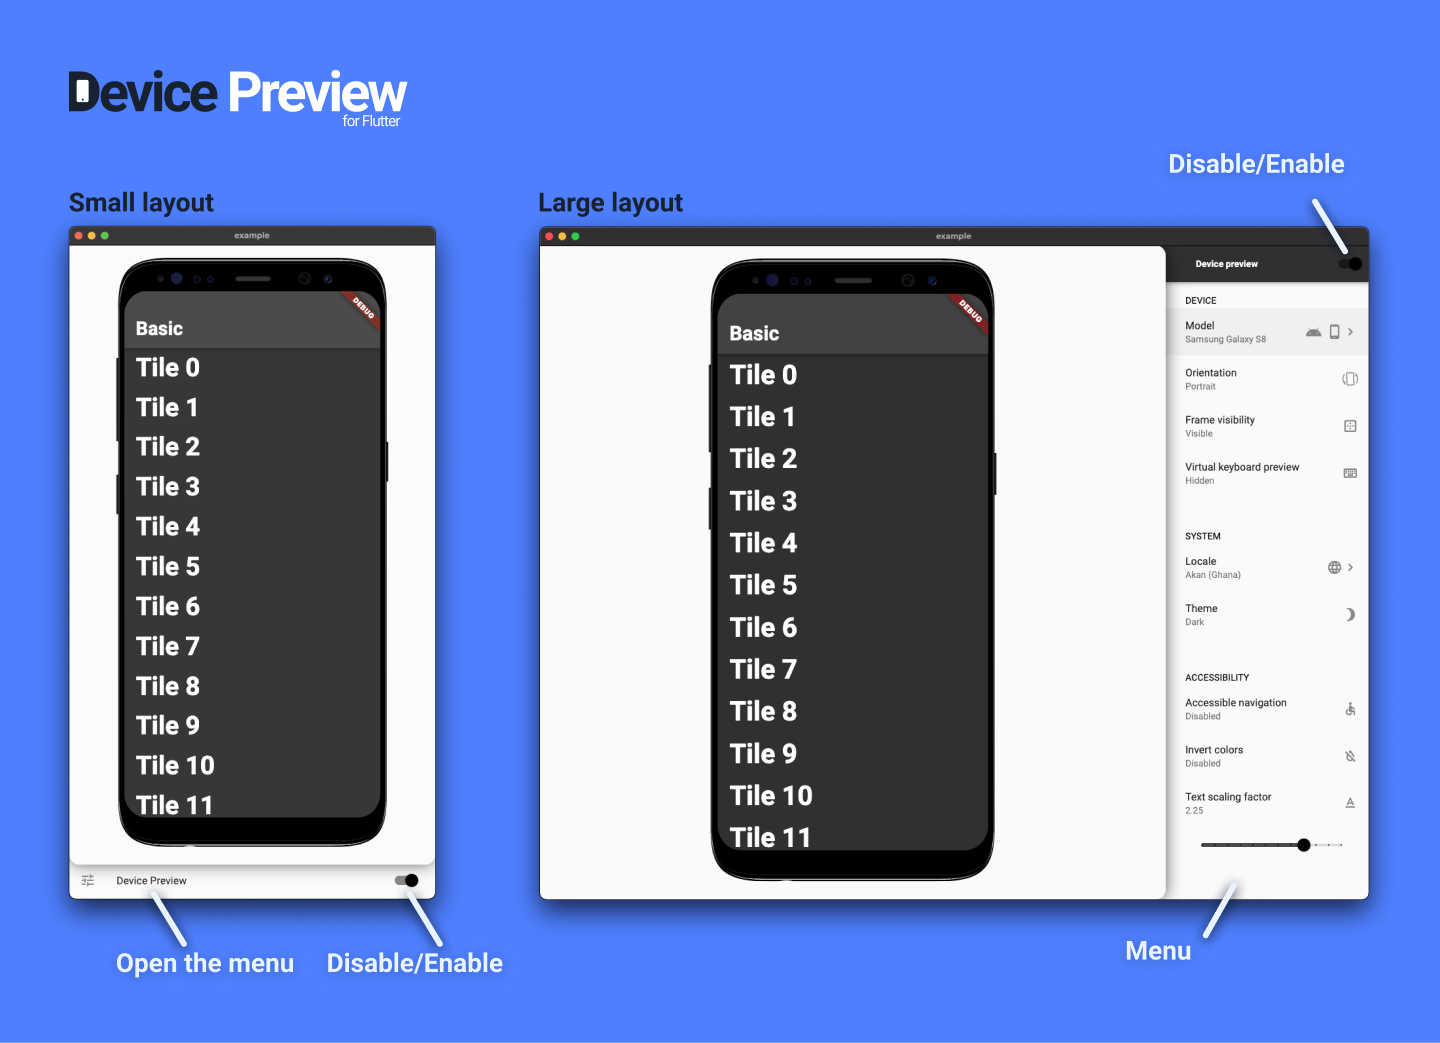 Device Preview
for Flutter
Disable/Enable
Small layout
example
DEBUG
Basic
Tile 0
Tile 1
Tile 2
Tile 3
Tile 4
Tile 5
Tile 6
Tile 7
Tile 8
Tile 9
Tile 10
Tile 11
Device Preview
Open the menu
Disable/Enable
Large layout
example
DEBUG
Basic
Tile 0
Tile 1
Tile 2
Tile 3
Tile 4
Tile 5
Tile 6
Tile 7
Tile 8
Tile 9
Tile 10
Tile 11
Device preview
DEVICE
Model
Samsung Galaxy S8
Orientation
Portrait
Frame visibility
Visible
Virtual keyboard preview
Hidden
SYSTEM
Locale
Akan (Ghana)
Theme
Dark
ACCESSIBILITY
Accessible navigation
Disabled
Invert colors
Disabled
Text scaling factor
2.25
Menu